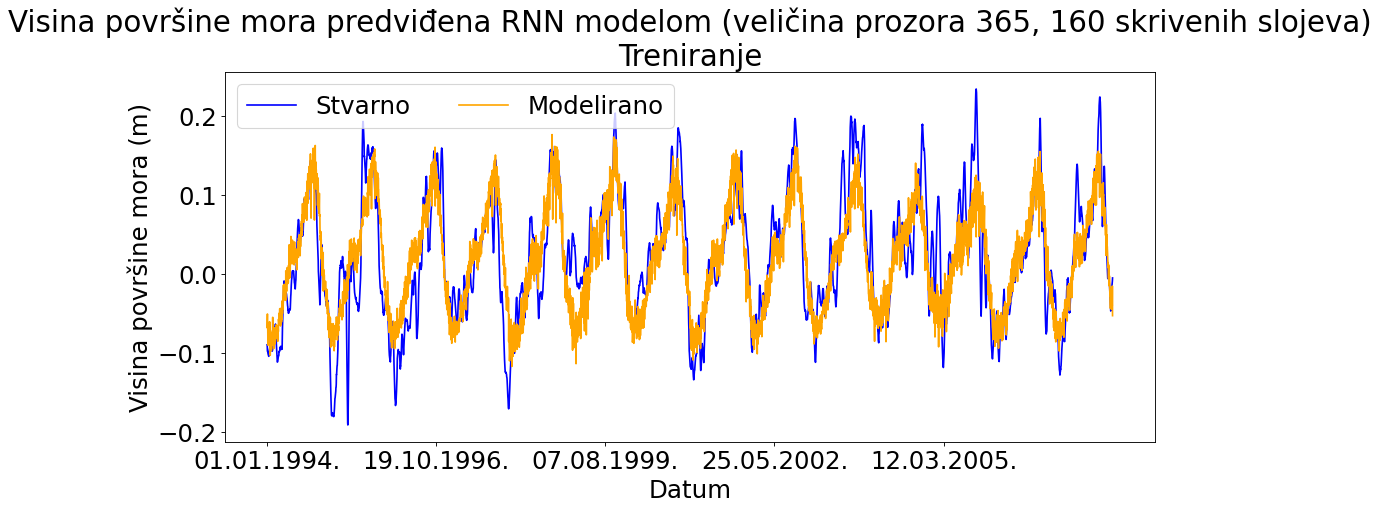 Visina površine mora predviđena RNN modelom (veličina prozora 365, 160 skrivenih slojeva)
Treniranje
Stvarno
Modelirano
Visina površine mora (m)
0.2
0.1
0.0
−0.1
−0.2
01.01.1994.
19.10.1996.
07.08.1999.
25.05.2002.
12.03.2005.
Datum